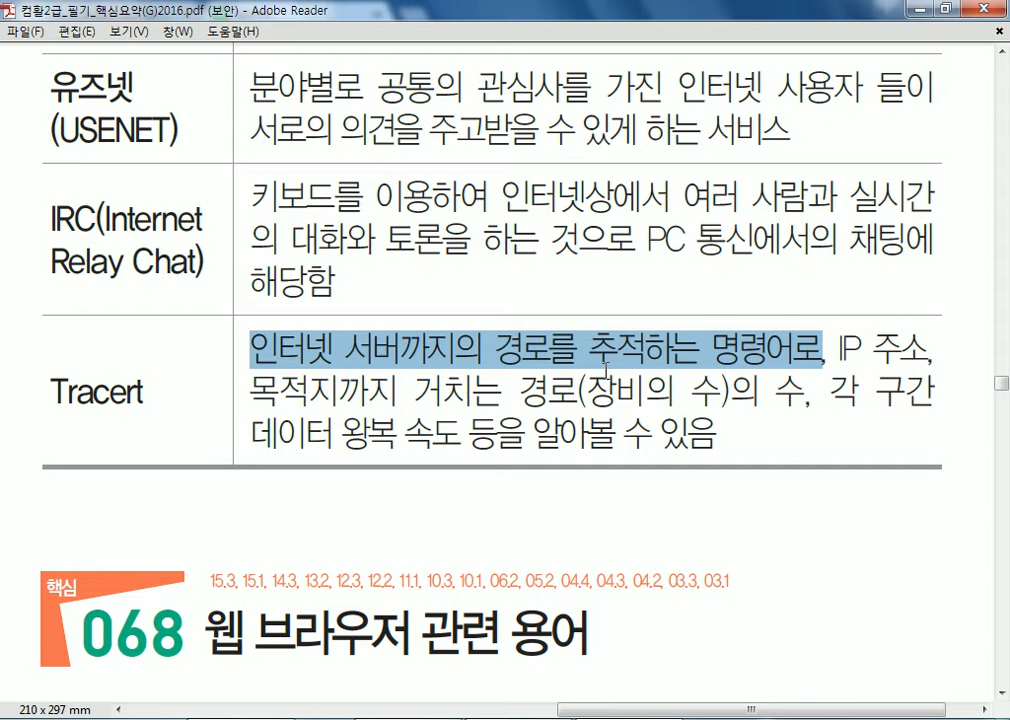 컴활2급_필기_핵심요약(G)2016.pdf (보안) - Adobe Reader
파일(F) 편집(E) 보기(V) 창(W) 도움말(H)
유즈넷
(USENET)
분야별로 공통의 관심사를 가진 인터넷 사용자 들이
서로의 의견을 주고받을 수 있게 하는 서비스
IRC(Internet
Relay Chat)
키보드를 이용하여 인터넷상에서 여러 사람과 실시간
의 대화와 토론을 하는 것으로 PC 통신에서의 채팅에
해당함
Tracert
인터넷 서버까지의 경로를 추적하는 명령어로, IP 주소,
목적지까지 거치는 경로(장비의 수)의 수, 각 구간
데이터 왕복 속도 등을 알아볼 수 있음
핵심
068
15.3, 15.1, 14.3, 13.2, 12.3, 12.2, 11.1, 10.3, 10.1, 06.2, 05.2, 04.4, 04.3, 04.2, 03.3, 03.1
웹 브라우저 관련 용어
210 x 297 mm